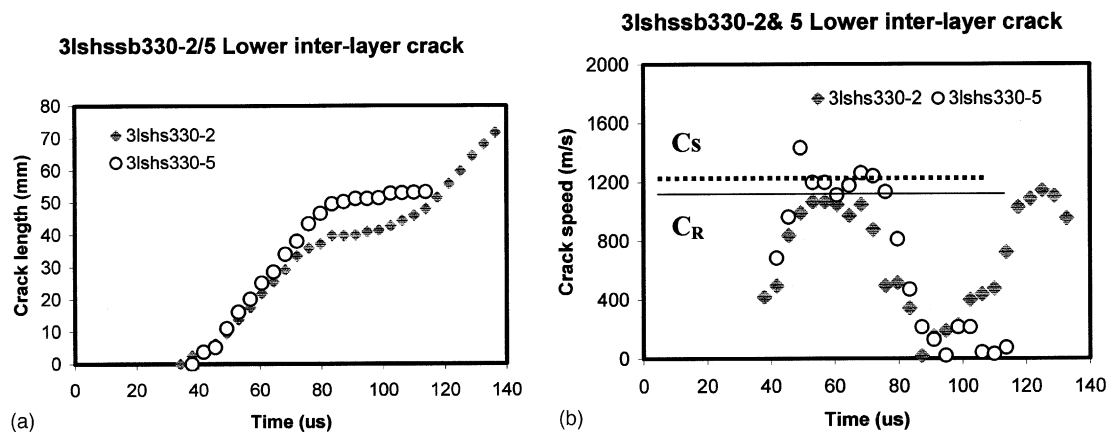 3lshssb330-2/5 Lower inter-layer crack
80
70
60
50
40
30
20
10
0
Crack length (mm)
3lshs330-2
3lshs330-5
0 20 40 60 80 100 120 140
Time (us)
(a)
3lshssb330-2& 5 Lower inter-layer crack
2000
1600
1200
800
400
0
Crack speed (m/s)
3lshs330-2 3lshs330-5
Cs
CR
0 20 40 60 80 100 120 140
Time (us)
(b)